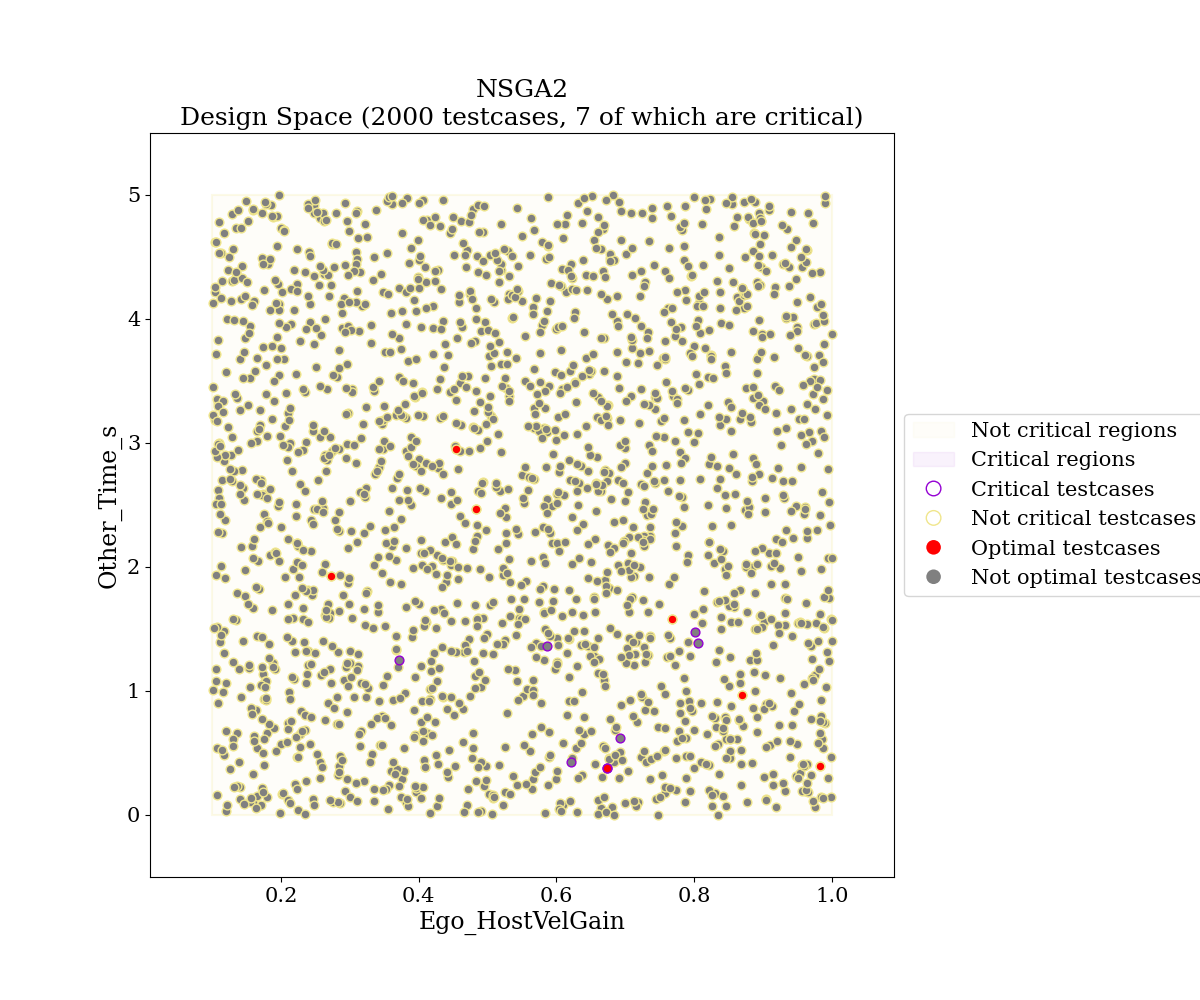 NSGA2
Design Space (2000 testcases, 7 of which are critical)
5
4
3
2
1
0
Other_Time_s
0.2
0.4
0.6
0.8
1.0
Ego_HostVelGain
Not critical regions
Critical regions
Critical testcases
Not critical testcases
Optimal testcases
Not optimal testcases